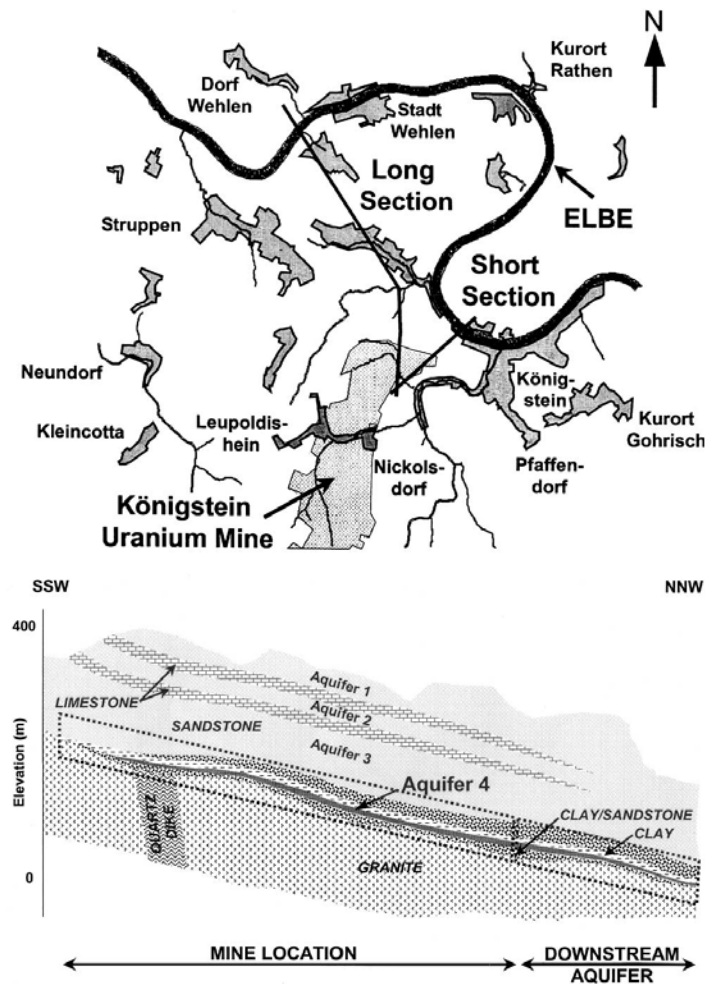 N
Kurort
Rathen
Dorf
Wehlen
Stadt
Wehlen
Long
Section
Struppen
ELBE
Short
Section
Neundorf
König-
stein
Leupoldis-
hein
Kurort
Gohrisch
Kleincotta
Nickols-
dorf
Pfaffen-
dorf
Königstein
Uranium Mine
SSW
NNW
400
Aquifer 1
LIMESTONE
Aquifer 2
SANDSTONE
Aquifer 3
Elevation (m)
Aquifer 4
CLAY/SANDSTONE
CLAY
QUARTZ
DIKE
GRANITE
0
MINE LOCATION
DOWNSTREAM
AQUIFER